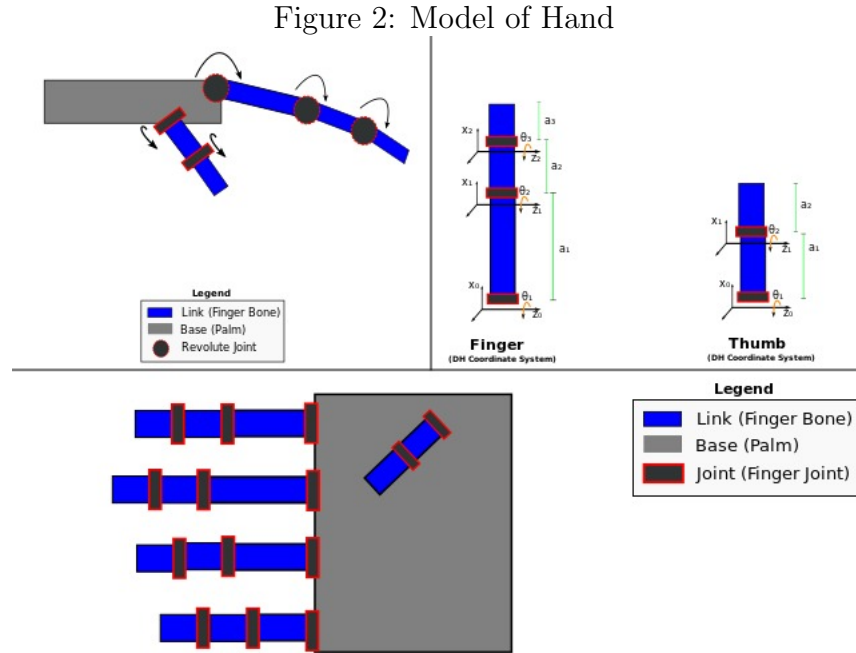 Figure 2: Model of Hand
Legend
Link (Finger Bone)
Base (Palm)
Revolute Joint
a₃
x₂
θ₃
z₂
a₂
x₁
θ₂
z₁
a₁
x₀
θ₁
z₀
Finger
(DH Coordinate System)
a₂
x₁
θ₂
z₁
a₁
x₀
θ₁
z₀
Thumb
(DH Coordinate System)
Legend
Link (Finger Bone)
Base (Palm)
Joint (Finger Joint)